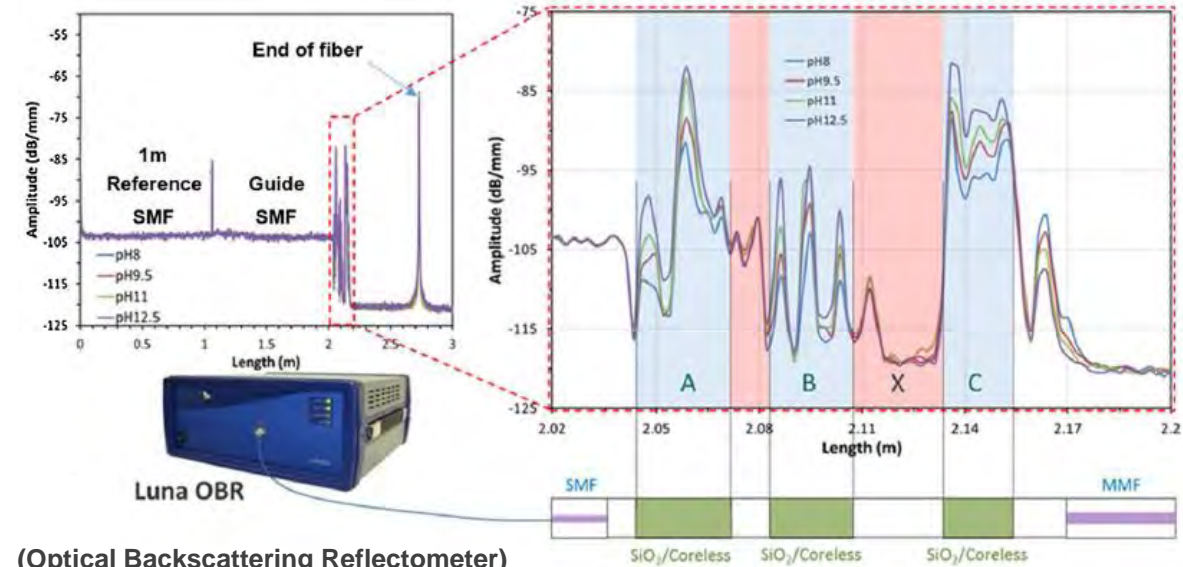 -55
-65
-75
-85
-95
-105
-115
-125
Amplitude (dB/mm)
End of fiber
1m
Reference
SMF
Guide
SMF
pH8
pH9.5
pH11
pH12.5
0 0.5 1 1.5 2 2.5 3
Length (m)
-75
-85
-95
-105
-115
-125
Amplitude (dB/mm)
pH8
pH9.5
pH11
pH12.5
A B X C
2.02 2.05 2.08 2.11 2.14 2.17 2.2
Length (m)
Luna OBR
SMF
MMF
SiO₂/Coreless SiO₂/Coreless SiO₂/Coreless
(Optical Backscattering Reflectometer)